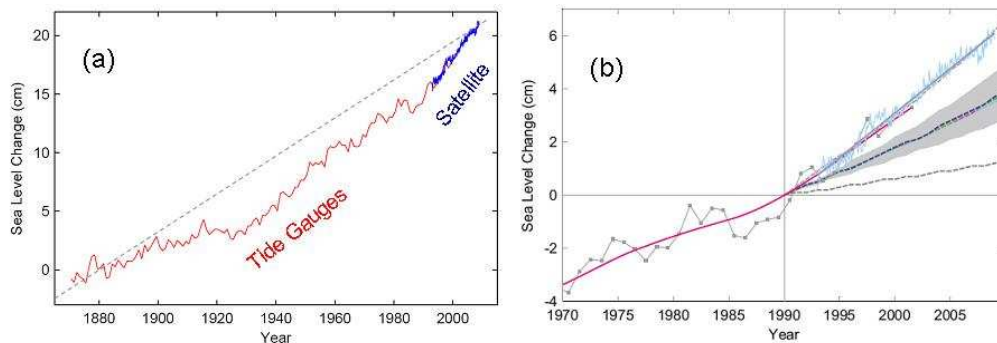 (a)
Sea Level Change (cm)
20
15
10
5
0
Tide Gauges
Satellite
1880 1900 1920 1940 1960 1980 2000
Year
(b)
Sea Level Change (cm)
6
4
2
0
-2
-4
1970 1975 1980 1985 1990 1995 2000 2005
Year